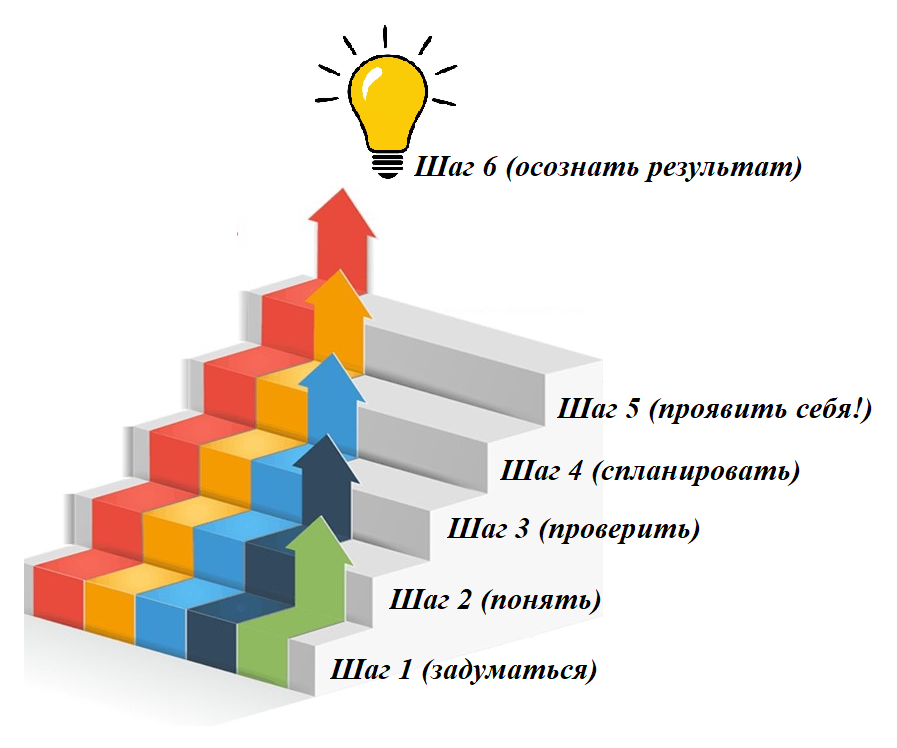 Шаг 6 (осознать результат)
Шаг 5 (проявить себя!)
Шаг 4 (спланировать)
Шаг 3 (проверить)
Шаг 2 (понять)
Шаг 1 (задуматься)